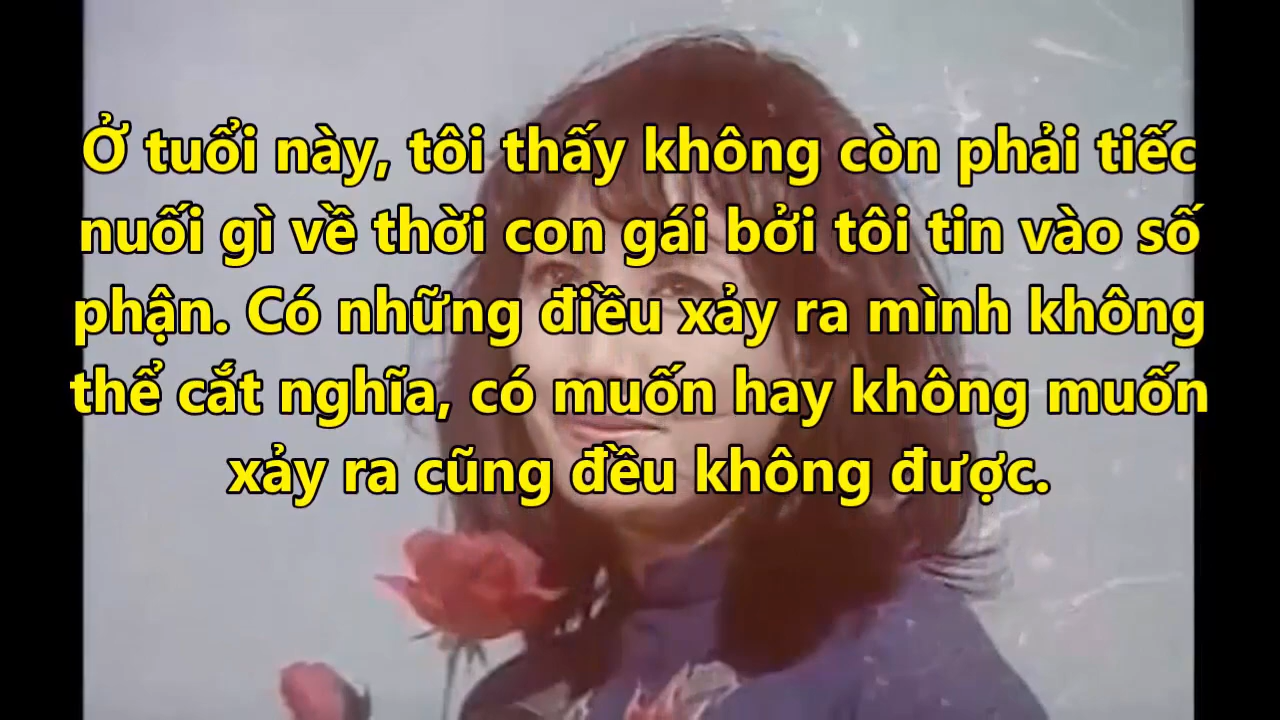 Ở tuổi này, tôi thấy không còn phải tiếc
nuối gì về thời con gái bởi tôi tin vào số
phận. Có những điều xảy ra mình không
thể cắt nghĩa, có muốn hay không muốn
xảy ra cũng đều không được.